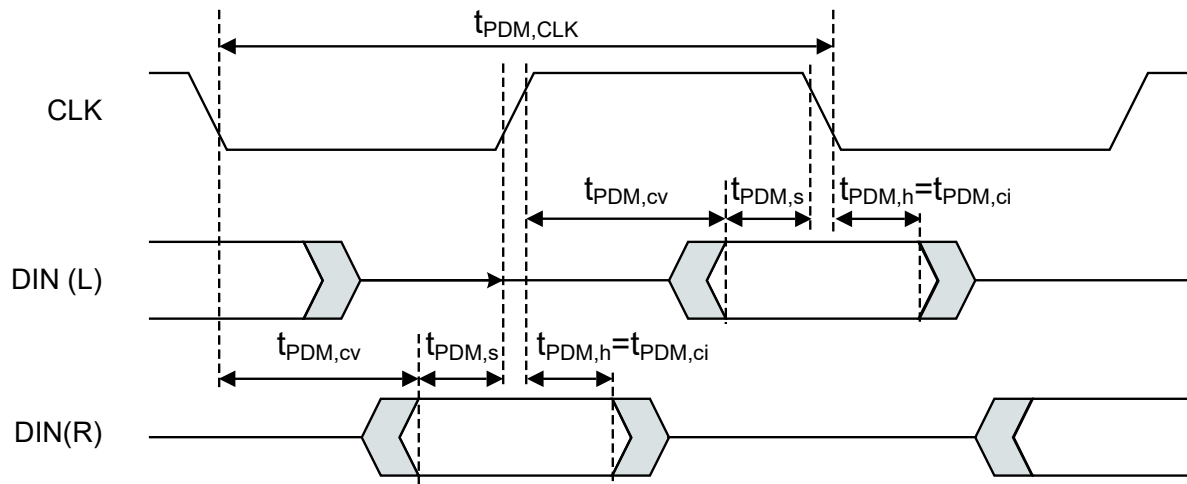 tPDM,CLK
CLK
tPDM,cv tPDM,s tPDM,h=tPDM,ci
DIN (L)
tPDM,cv tPDM,s tPDM,h=tPDM,ci
DIN(R)